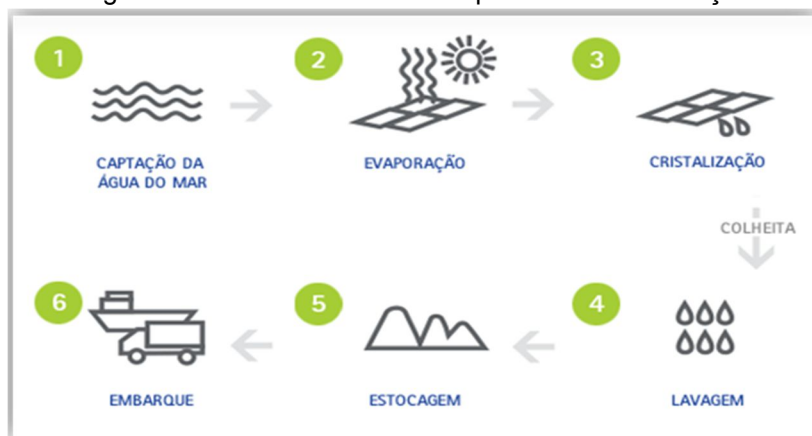 1
2
3
CAPTAÇÃO DA
ÁGUA DO MAR
EVAPORAÇÃO
CRISTALIZAÇÃO
COLHEITA
6
5
4
EMBARQUE
ESTOCAGEM
LAVAGEM